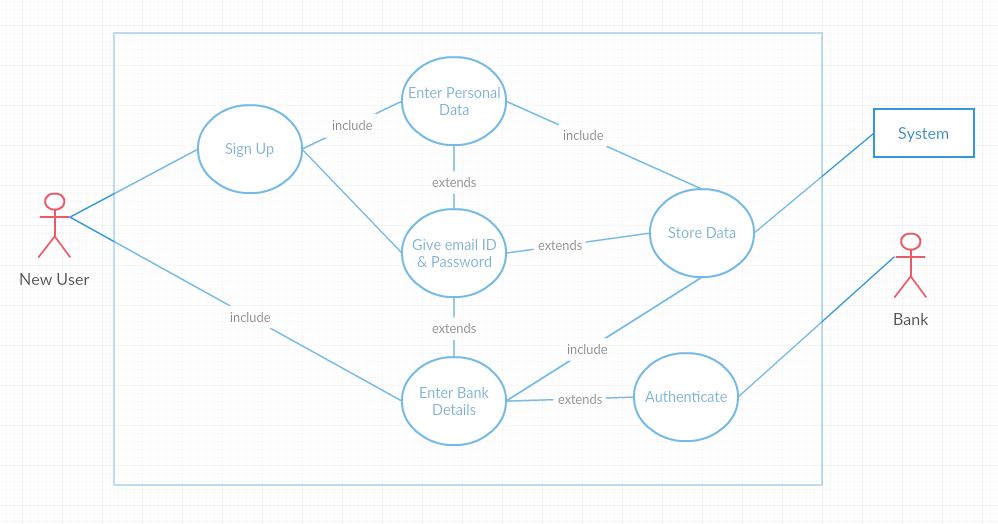 Enter Personal
Data
include
include
System
Sign Up
extends
Store Data
Give email ID
& Password
extends
New User
include
extends
Bank
include
Enter Bank
Details
extends
Authenticate